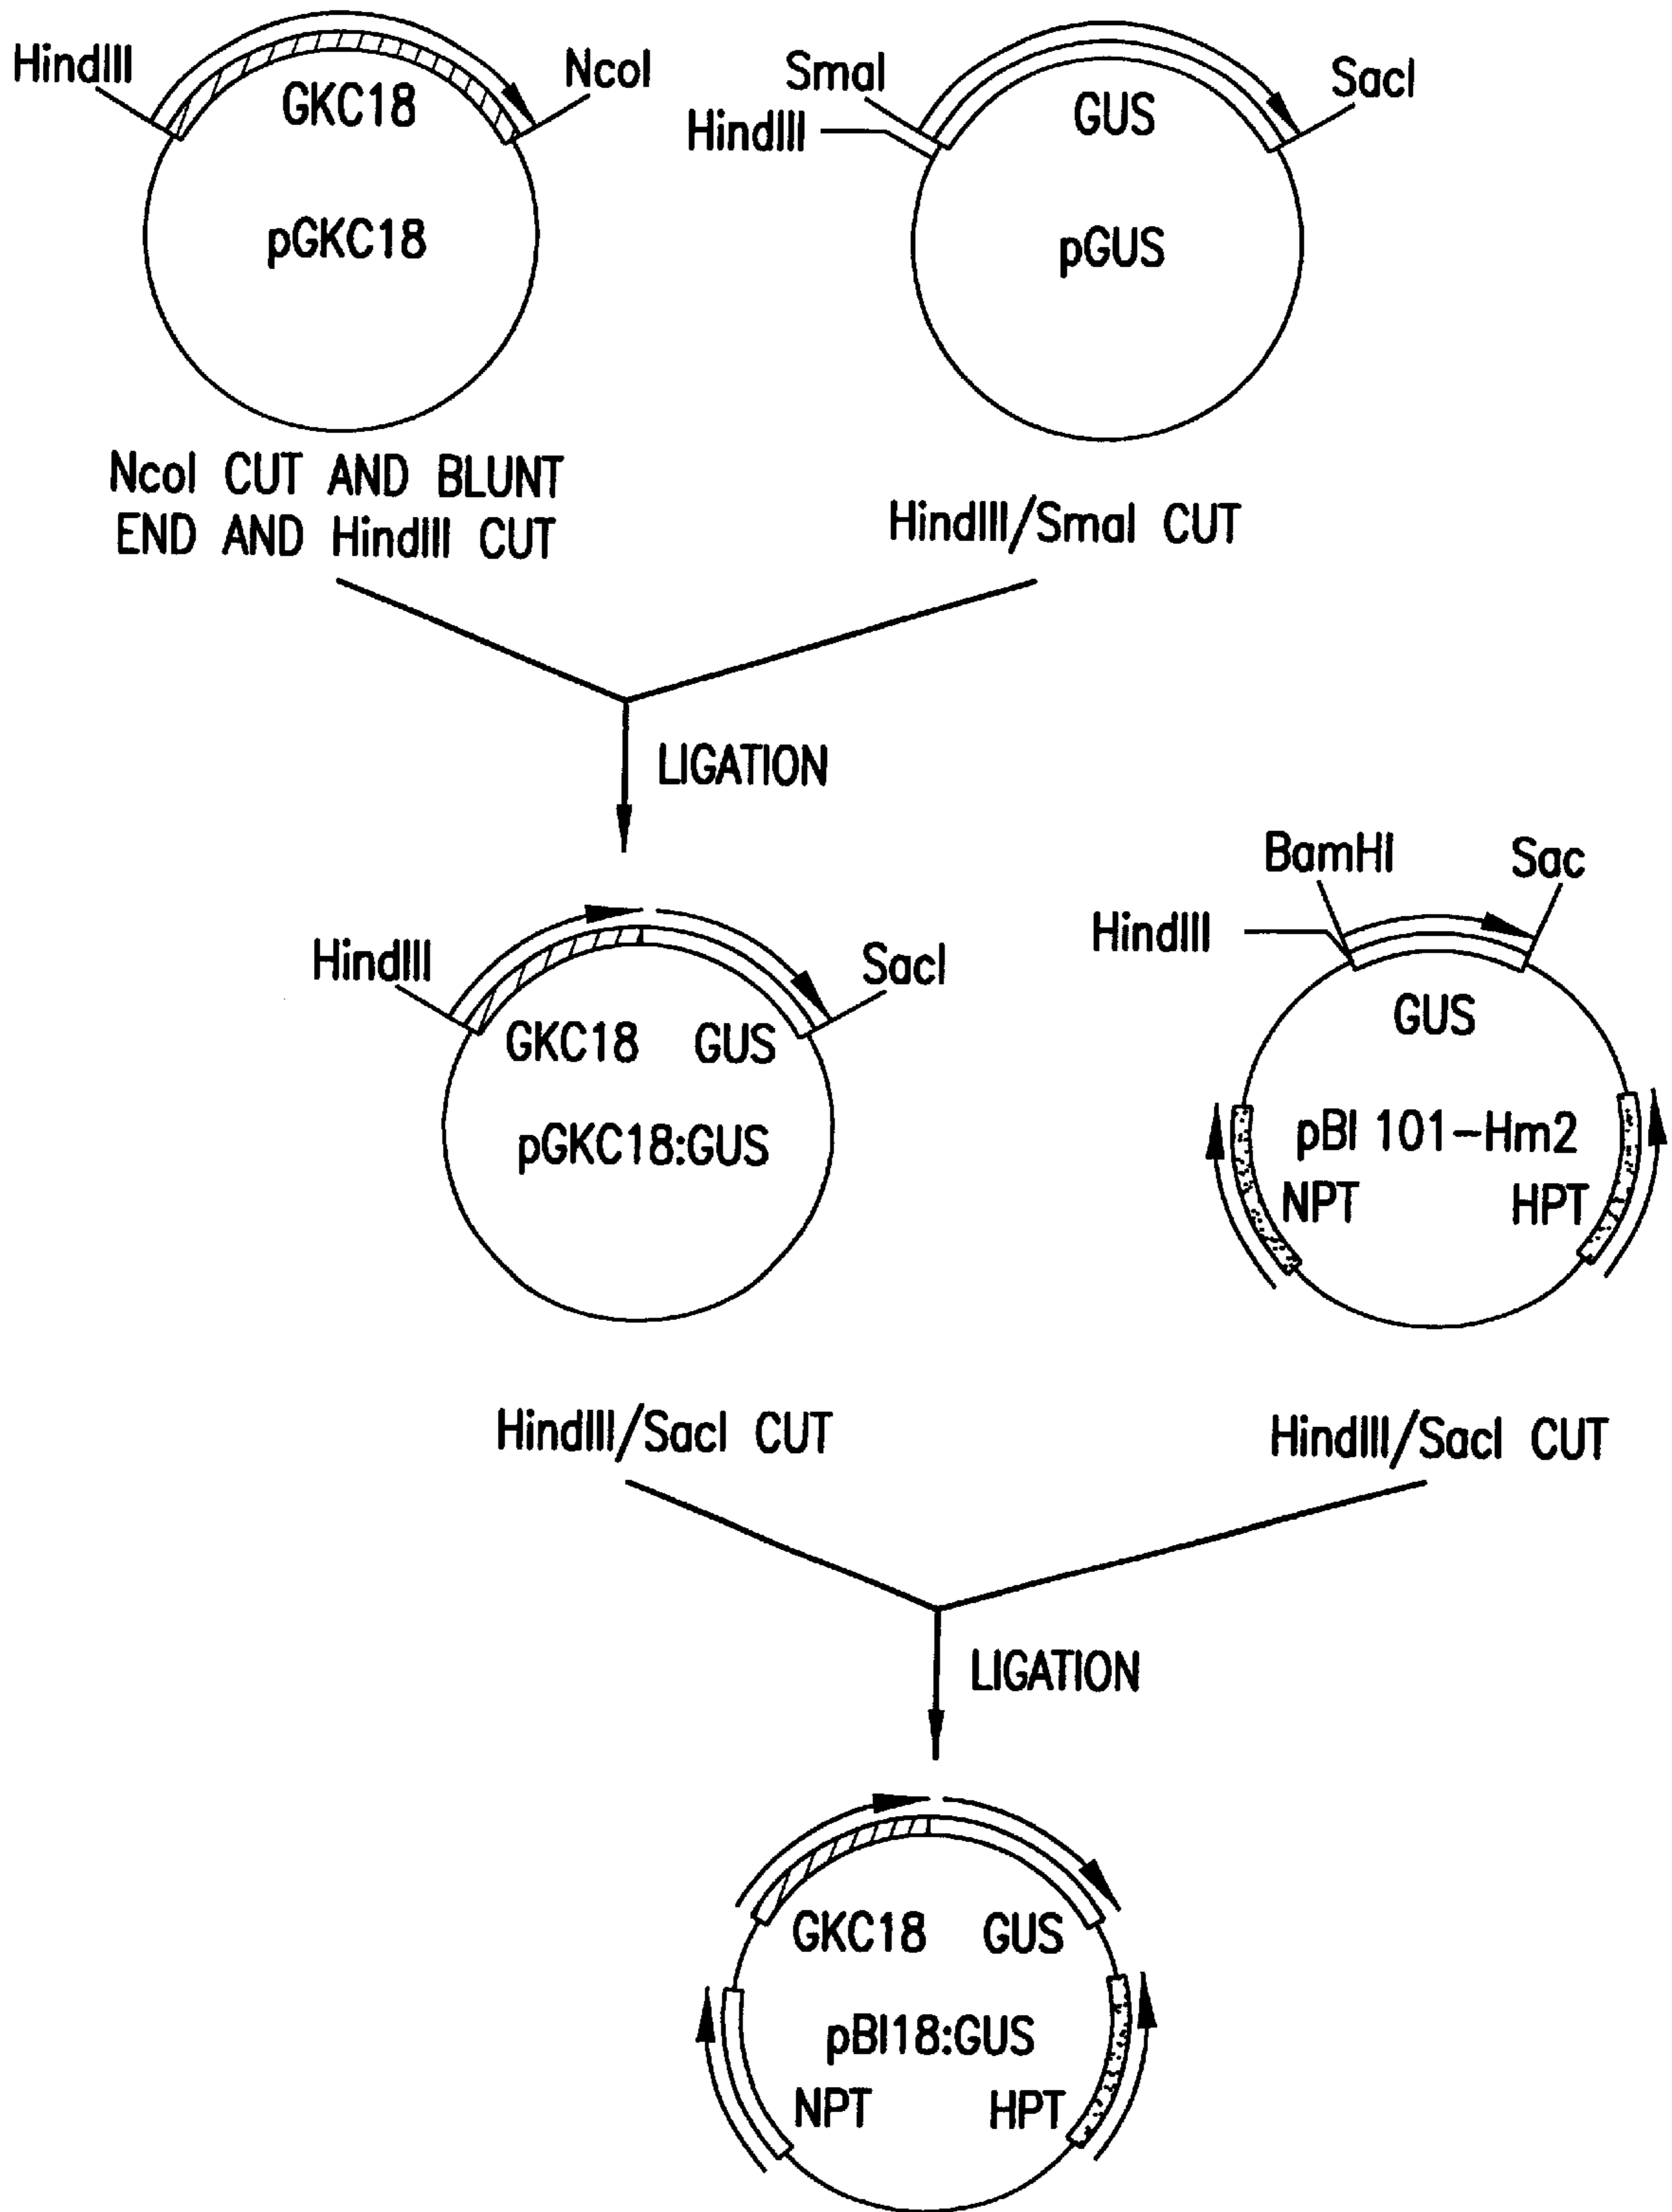 HindIII
NcoI
GKC18
pGKC18
SmaI
HindIII
SacI
GUS
pGUS
NcoI CUT AND BLUNT
END AND HindIII CUT
HindIII/SmaI CUT
LIGATION
HindIII
SacI
GKC18 GUS
pGKC18:GUS
BamHI
Sac
HindIII
GUS
pBI 101-Hm2
NPT HPT
HindIII/SacI CUT
HindIII/SacI CUT
LIGATION
GKC18 GUS
pBI18:GUS
NPT HPT